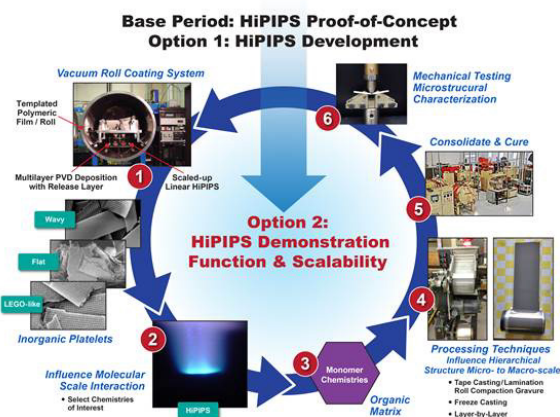 Base Period: HiPIPS Proof-of-Concept
Option 1: HiPIPS Development
Vacuum Roll Coating System
Templated
Polymeric
Film / Roll
Multilayer PVD Deposition
with Release Layer
Scaled-up
Linear HiPIPS
1
Wavy
Flat
LEGO-like
Inorganic Platelets
2
HiPIPS
Influence Molecular
Scale Interaction
• Select Chemistries
of Interest
3
Monomer
Chemistries
Organic
Matrix
4
Processing Techniques
Influence Hierarchical
Structure Micro- to Macro-scale
• Tape Casting/Lamination
Roll Compaction Gravure
• Freeze Casting
• Layer-by-Layer
5
Consolidate & Cure
6
Mechanical Testing
Microstrucural
Characterization
Option 2:
HiPIPS Demonstration
Function & Scalability